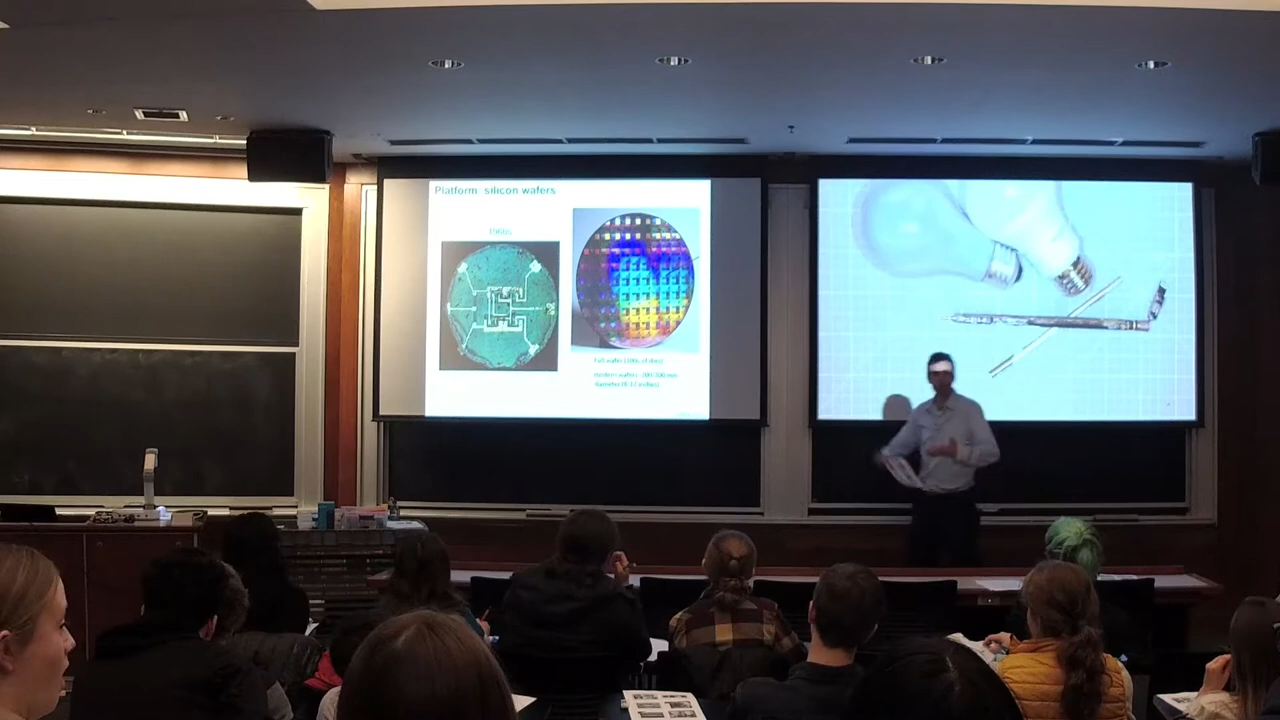 Platform: silicon wafers
1960s
Full wafer (100s of dies)
modern wafers: 200-300 mm
diameter (8-12 inches)